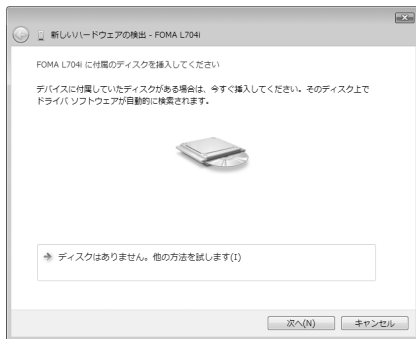 新しいハードウェアの検出 - FOMA L704i
FOMA L704i に付属のディスクを挿入してください
デバイスに付属していたディスクがある場合は、今すぐ挿入してください。そのディスク上で
ドライバ ソフトウェアが自動的に検索されます。
ディスクはありません。他の方法を試します(I)
次へ(N)
キャンセル